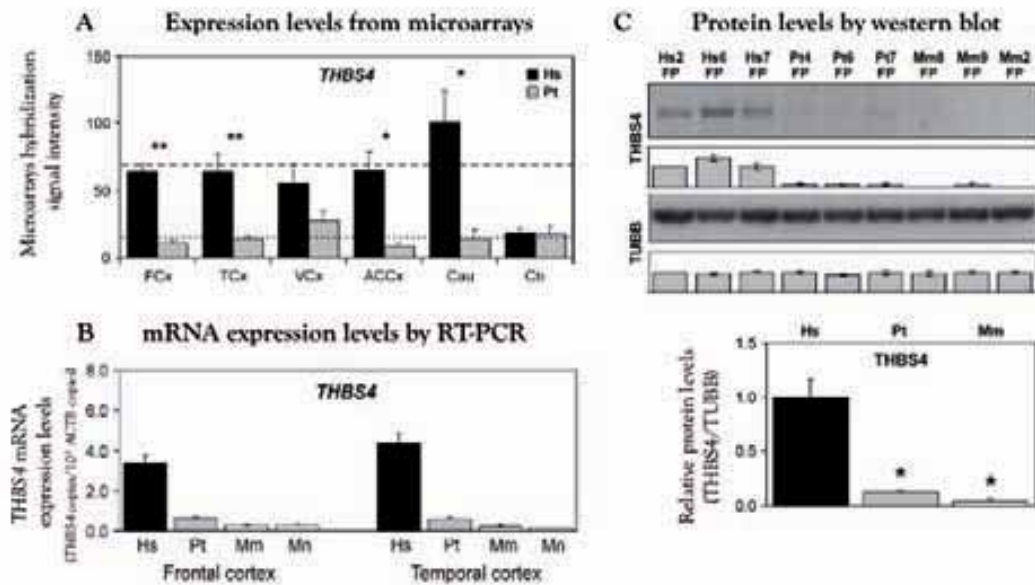 A Expression levels from microarrays
Microarrays hybridization
signal intensity
150
100
50
0
THBS4
Hs
Pt
**
**
*
*
FCx TCx VCx ACCx Cau Cb
B mRNA expression levels by RT-PCR
THBS4 mRNA
expression levels
8.0
6.0
4.0
2.0
0.0
THBS4
Hs Pt Mm Mn Hs Pt Mm Mn
Frontal cortex Temporal cortex
C Protein levels by western blot
Hs2 Hs6 Hs7 Pt4 Pt6 Pt7 Mm8 Mm9 Mm2
FP FP FP FP FP FP FP FP FP
THBS4
TUBB
Hs Pt Mm
Relative protein levels
(THBS4/TUBB)
1.5
1.0
0.5
0.0
THBS4
*
*